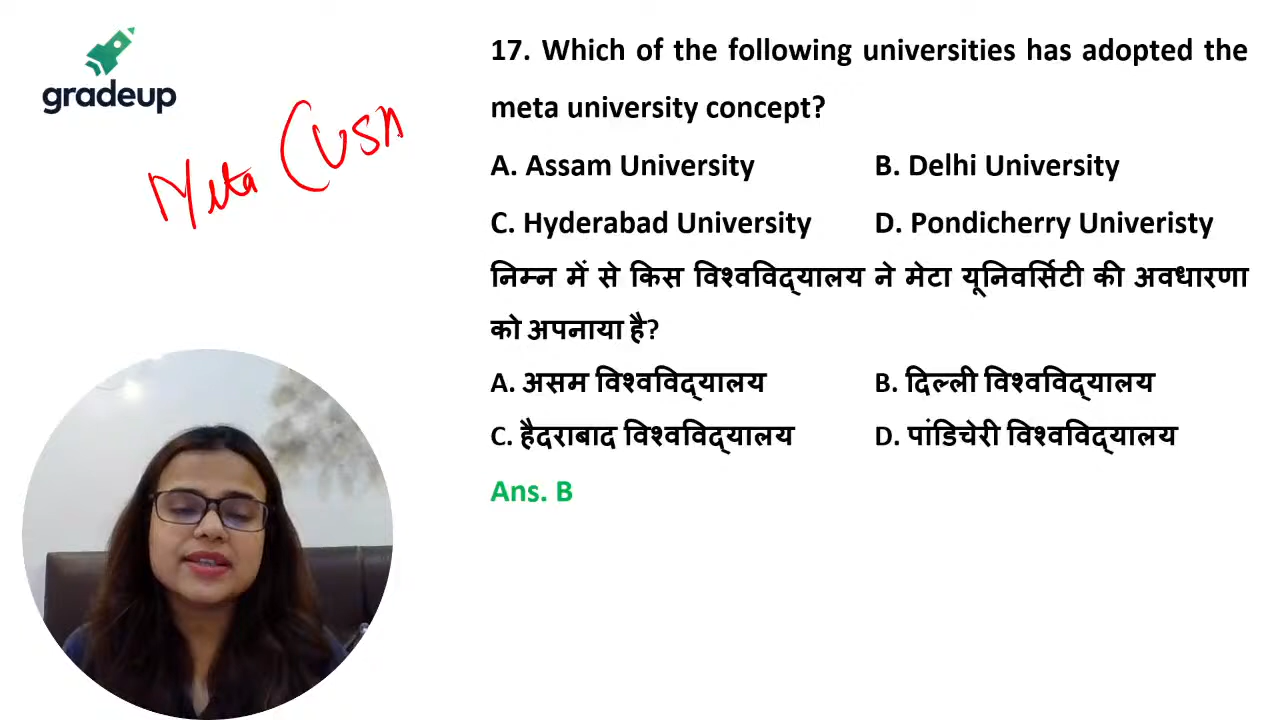 gradeup
Meta (USA
17. Which of the following universities has adopted the
meta university concept?
A. Assam University B. Delhi University
C. Hyderabad University D. Pondicherry Univeristy
निम्न में से किस विश्वविद्यालय ने मेटा यूनिवर्सिटी की अवधारणा
को अपनाया है?
A. असम विश्वविद्यालय B. दिल्ली विश्वविद्यालय
C. हैदराबाद विश्वविद्यालय D. पांडिचेरी विश्वविद्यालय
Ans. B